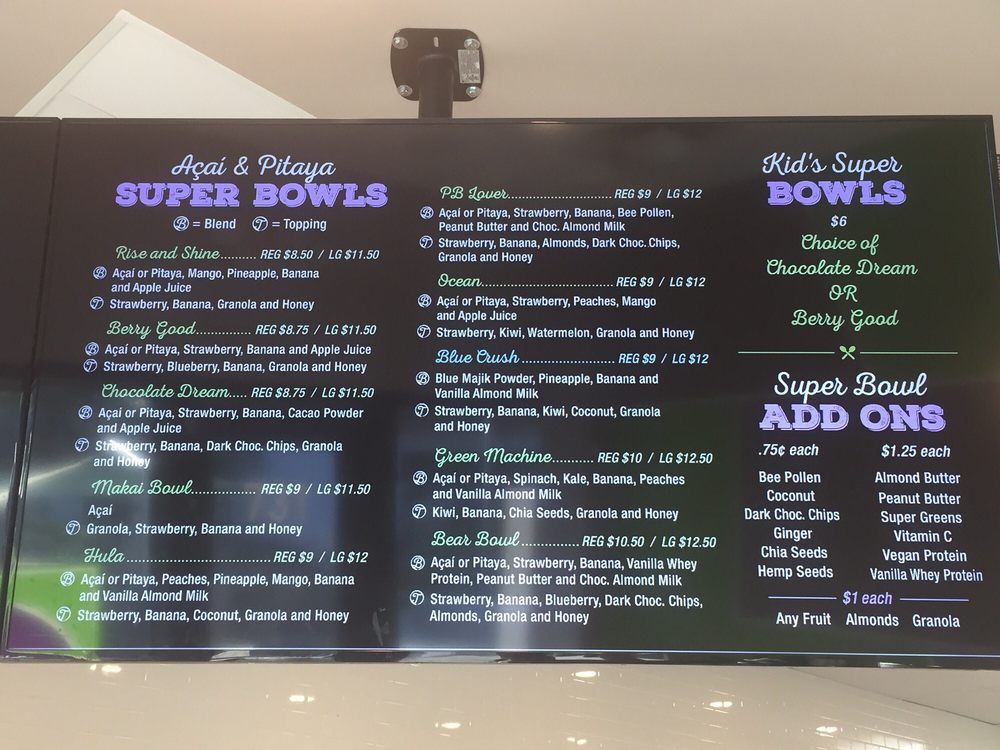 Açaí & Pitaya
SUPER BOWLS
B = Blend T = Topping
Rise and Shine.......... REG $8.50 / LG $11.50
B Açaí or Pitaya, Mango, Pineapple, Banana
and Apple Juice
T Strawberry, Banana, Granola and Honey
Berry Good............... REG $8.75 / LG $11.50
B Açaí or Pitaya, Strawberry, Banana and Apple Juice
T Strawberry, Blueberry, Banana, Granola and Honey
Chocolate Dream..... REG $8.75 / LG $11.50
B Açaí or Pitaya, Strawberry, Banana, Cacao Powder
and Apple Juice
T Strawberry, Banana, Dark Choc. Chips, Granola
and Honey
Makai Bowl................. REG $9 / LG $11.50
Açaí
T Granola, Strawberry, Banana and Honey
Hula...................................... REG $9 / LG $12
B Açaí or Pitaya, Peaches, Pineapple, Mango, Banana
and Vanilla Almond Milk
T Strawberry, Banana, Coconut, Granola and Honey
PB Lover........................... REG $9 / LG $12
B Açaí or Pitaya, Strawberry, Banana, Bee Pollen,
Peanut Butter and Choc. Almond Milk
T Strawberry, Banana, Almonds, Dark Choc. Chips,
Granola and Honey
Ocean.................................. REG $9 / LG $12
B Açaí or Pitaya, Strawberry, Peaches, Mango
and Apple Juice
T Strawberry, Kiwi, Watermelon, Granola and Honey
Blue Crush........................ REG $9 / LG $12
B Blue Majik Powder, Pineapple, Banana and
Vanilla Almond Milk
T Strawberry, Banana, Kiwi, Coconut, Granola
and Honey
Green Machine........... REG $10 / LG $12.50
B Açaí or Pitaya, Spinach, Kale, Banana, Peaches
and Vanilla Almond Milk
T Kiwi, Banana, Chia Seeds, Granola and Honey
Bear Bowl............... REG $10.50 / LG $12.50
B Açaí or Pitaya, Strawberry, Banana, Vanilla Whey
Protein, Peanut Butter and Choc. Almond Milk
T Strawberry, Banana, Blueberry, Dark Choc. Chips,
Almonds, Granola and Honey
Kid's Super
BOWLS
$6
Choice of
Chocolate Dream
OR
Berry Good
Super Bowl
ADD ONS
.75¢ each
Bee Pollen
Coconut
Dark Choc. Chips
Ginger
Chia Seeds
Hemp Seeds
$1.25 each
Almond Butter
Peanut Butter
Super Greens
Vitamin C
Vegan Protein
Vanilla Whey Protein
$1 each
Any Fruit Almonds Granola